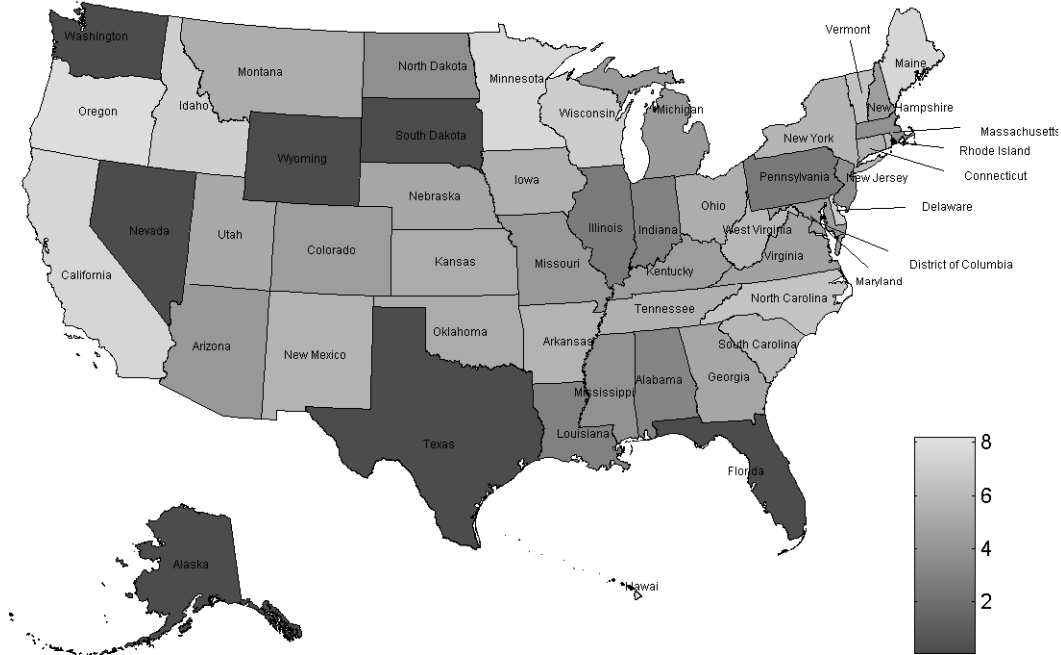 Washington
Vermont
Maine
North Dakota
Montana
Minnesota
Idaho
Oregon
Wisconsin
Michigan
New Hampshire
South Dakota
Massachusetts
New York
Rhode Island
Wyoming
Connecticut
Pennsylvania
New Jersey
Iowa
Nebraska
Ohio
Delaware
Nevada
Utah
Illinois
Indiana
West Virginia
Colorado
Virginia
Kansas
Missouri
District of Columbia
California
Kentucky
Maryland
North Carolina
Tennessee
Oklahoma
Arkansas
South Carolina
Arizona
New Mexico
Georgia
Alabama
Mississippi
Louisiana
Texas
8
Florida
6
4
Alaska
Hawai
2